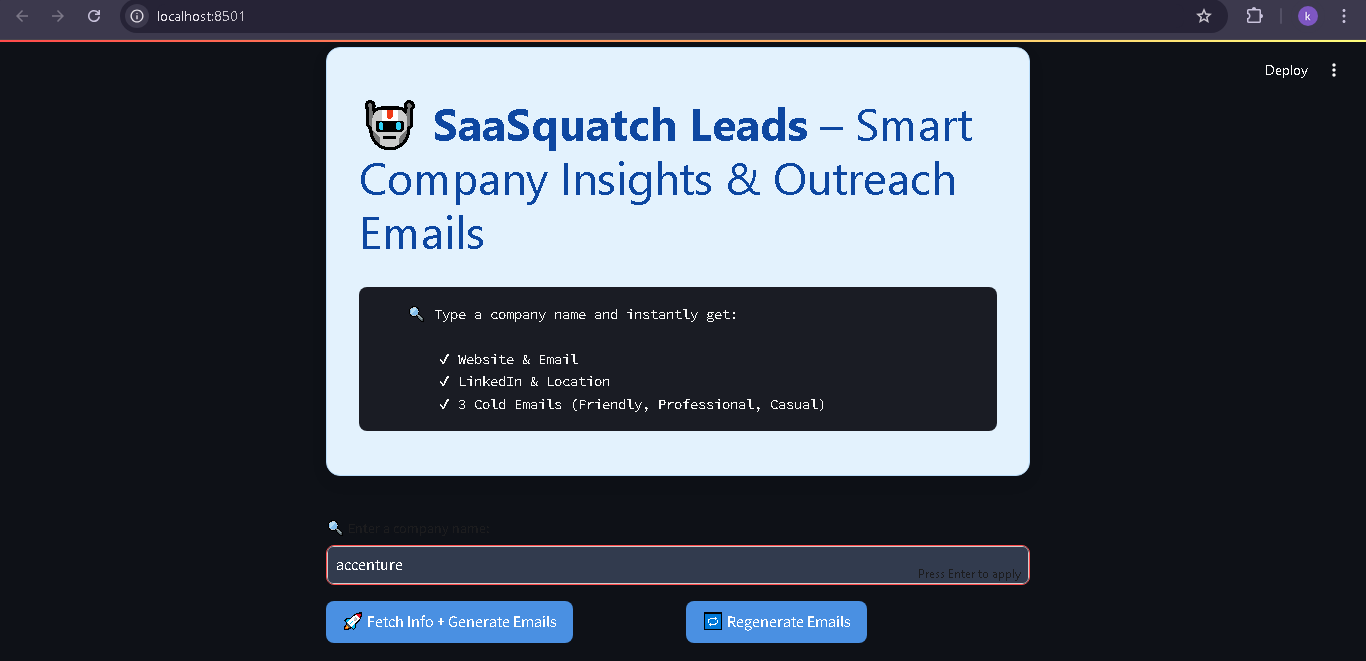 localhost:8501
k
Deploy
🤖 SaaSquatch Leads – Smart
Company Insights & Outreach
Emails
🔍 Type a company name and instantly get:
✓ Website & Email
✓ LinkedIn & Location
✓ 3 Cold Emails (Friendly, Professional, Casual)
🔍 Enter a company name:
accenture
Press Enter to apply
🚀 Fetch Info + Generate Emails
🔁 Regenerate Emails